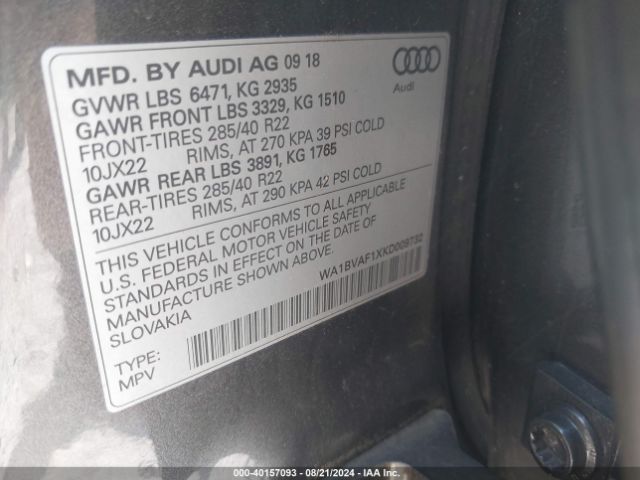 MFD. BY AUDI AG 09 18
GVWR LBS 6471, KG 2935
GAWR FRONT LBS 3329, KG 1510
FRONT-TIRES 285/40 R22
10JX22 RIMS, AT 270 KPA 39 PSI COLD
GAWR REAR LBS 3891, KG 1765
REAR-TIRES 285/40 R22
10JX22 RIMS, AT 290 KPA 42 PSI COLD
Audi
THIS VEHICLE CONFORMS TO ALL APPLICABLE
U.S. FEDERAL MOTOR VEHICLE SAFETY
STANDARDS IN EFFECT ON THE DATE OF
MANUFACTURE SHOWN ABOVE.
SLOVAKIA
WA1BVAF1XKD009732
TYPE:
MPV
000-40157093 - 08/21/2024 - IAA Inc.